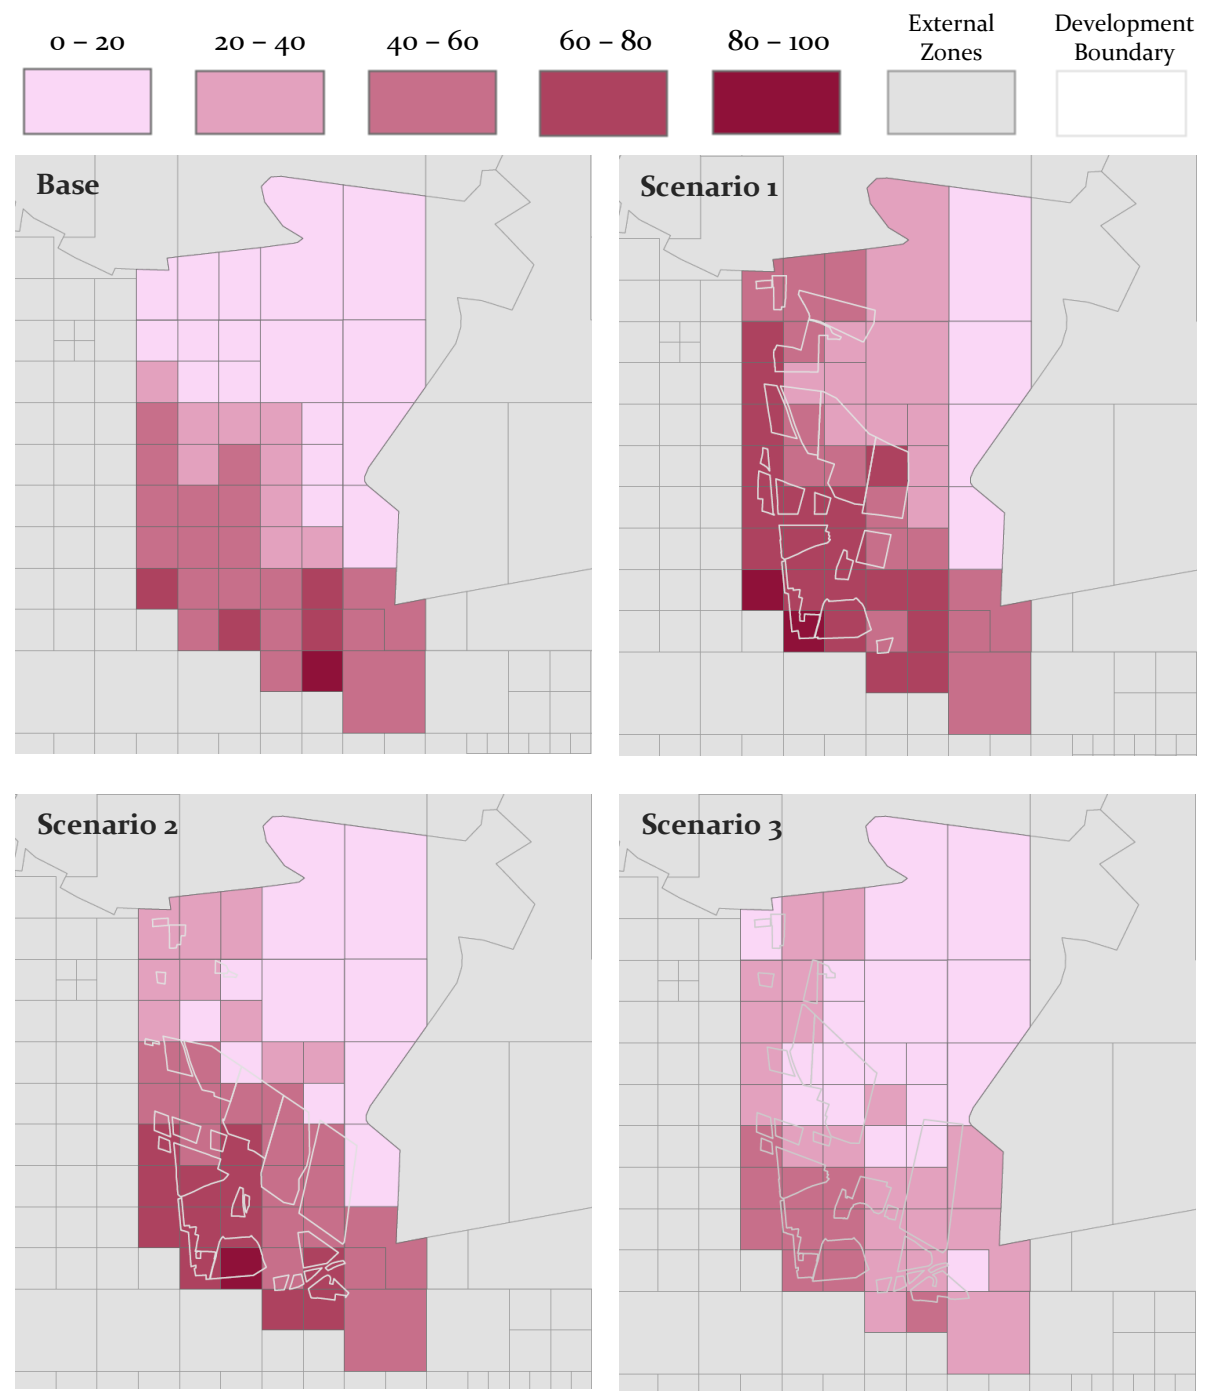 0 – 20
20 – 40
40 – 60
60 – 80
80 – 100
External
Zones
Development
Boundary
Base
Scenario 1
Scenario 2
Scenario 3